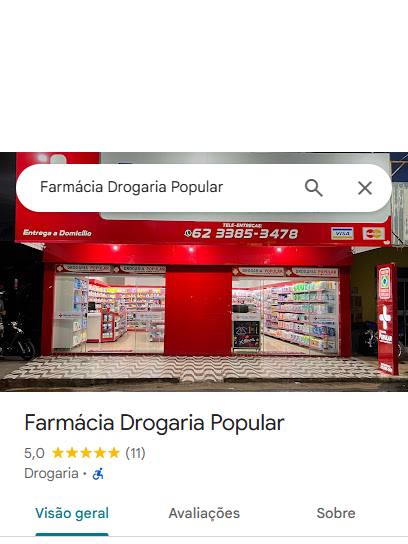 Farmácia Drogaria Popular
TELE-ENTREGAS:
Entrega a Domicílio
62 3385-3478
VISA
MasterCard
DROGARIA POPULAR
DROGARIA POPULAR
POPULAR
Farmácia Drogaria Popular
5,0 ★★★★★ (11)
Drogaria •
Visão geral
Avaliações
Sobre